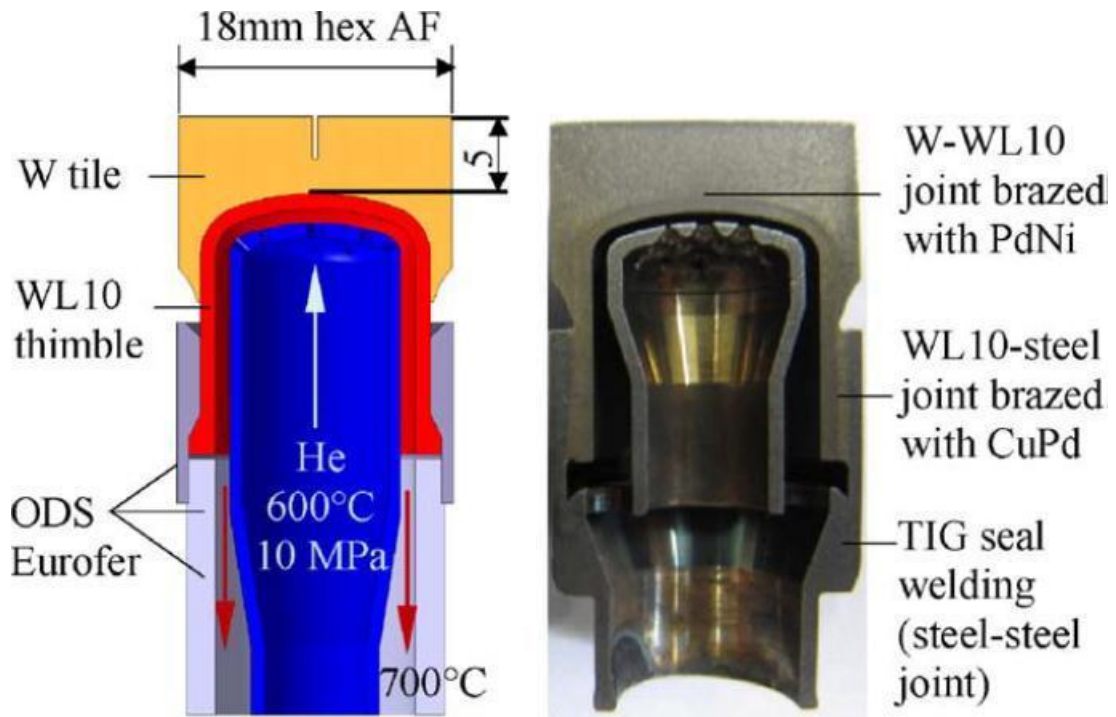 18mm hex AF
5
W tile
WL10
thimble
He
600°C
10 MPa
ODS
Eurofer
700°C
W-WL10
joint brazed
with PdNi
WL10-steel
joint brazed
with CuPd
TIG seal
welding
(steel-steel
joint)